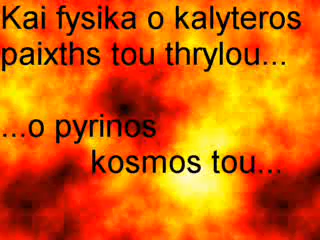 Kai fysika o kalyteros
paixths tou thrylou...
...o pyrinos
kosmos tou...